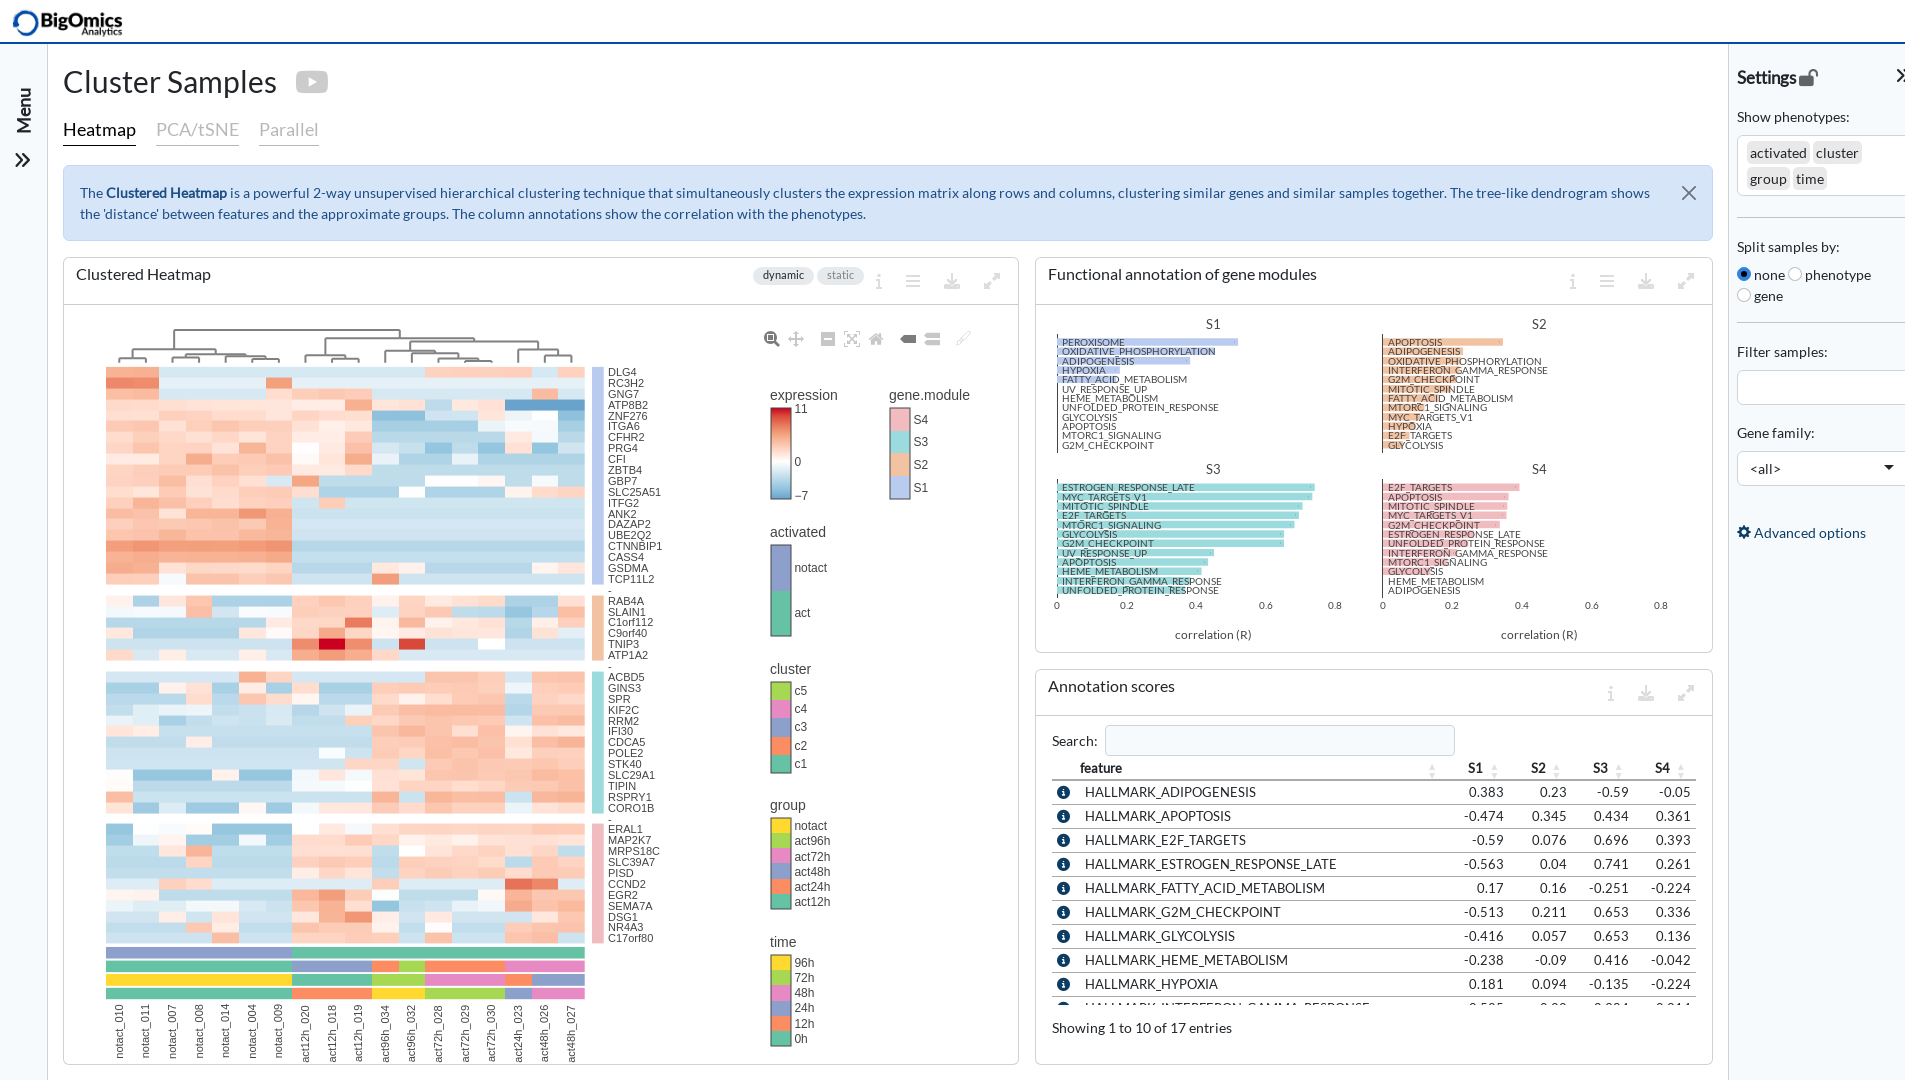 BigOmics
Analytics
Menu
Cluster Samples
Heatmap PCA/tSNE Parallel
The Clustered Heatmap is a powerful 2-way unsupervised hierarchical clustering technique that simultaneously clusters the expression matrix along rows and columns, clustering similar genes and similar samples together. The tree-like dendrogram shows
the 'distance' between features and the approximate groups. The column annotations show the correlation with the phenotypes.
Clustered Heatmap
dynamic static
DLG4
RC3H2
GNG7
ATP8B2
ZNF276
ITGA6
CFHR2
PRG4
CFI
ZBTB4
GBP7
SLC25A51
ITFG2
ANK2
DAZAP2
UBE2Q2
CTNNBIP1
CASS4
GSDMA
TCP11L2
-
RAB4A
SLAIN1
C1orf112
C9orf40
TNIP3
ATP1A2
-
ACBD5
GINS3
SPR
KIF2C
RRM2
IFI30
CDCA5
POLE2
STK40
SLC29A1
TIPIN
RSPRY1
CORO1B
-
ERAL1
MAP2K7
MRPS18C
SLC39A7
PISD
CCND2
EGR2
SEMA7A
DSG1
NR4A3
C17orf80
notact_010
notact_011
notact_007
notact_008
notact_014
notact_004
notact_009
act12h_020
act12h_018
act12h_019
act96h_034
act96h_032
act72h_028
act72h_029
act72h_030
act24h_023
act48h_026
act48h_027
expression
11
0
−7
gene.module
S4
S3
S2
S1
activated
notact
act
cluster
c5
c4
c3
c2
c1
group
notact
act96h
act72h
act48h
act24h
act12h
time
96h
72h
48h
24h
12h
0h
Functional annotation of gene modules
S1
PEROXISOME
OXIDATIVE_PHOSPHORYLATION
ADIPOGENESIS
HYPOXIA
FATTY_ACID_METABOLISM
UV_RESPONSE_UP
HEME_METABOLISM
UNFOLDED_PROTEIN_RESPONSE
GLYCOLYSIS
APOPTOSIS
MTORC1_SIGNALING
G2M_CHECKPOINT
S2
APOPTOSIS
ADIPOGENESIS
OXIDATIVE_PHOSPHORYLATION
INTERFERON_GAMMA_RESPONSE
G2M_CHECKPOINT
MITOTIC_SPINDLE
FATTY_ACID_METABOLISM
MTORC1_SIGNALING
MYC_TARGETS_V1
HYPOXIA
E2F_TARGETS
GLYCOLYSIS
S3
ESTROGEN_RESPONSE_LATE
MYC_TARGETS_V1
MITOTIC_SPINDLE
E2F_TARGETS
MTORC1_SIGNALING
GLYCOLYSIS
G2M_CHECKPOINT
UV_RESPONSE_UP
APOPTOSIS
HEME_METABOLISM
INTERFERON_GAMMA_RESPONSE
UNFOLDED_PROTEIN_RESPONSE
0 0.2 0.4 0.6 0.8
correlation (R)
S4
E2F_TARGETS
APOPTOSIS
MITOTIC_SPINDLE
MYC_TARGETS_V1
G2M_CHECKPOINT
ESTROGEN_RESPONSE_LATE
UNFOLDED_PROTEIN_RESPONSE
INTERFERON_GAMMA_RESPONSE
MTORC1_SIGNALING
GLYCOLYSIS
HEME_METABOLISM
ADIPOGENESIS
0 0.2 0.4 0.6 0.8
correlation (R)
Annotation scores
Search:
feature S1 S2 S3 S4
HALLMARK_ADIPOGENESIS 0.383 0.23 -0.59 -0.05
HALLMARK_APOPTOSIS -0.474 0.345 0.434 0.361
HALLMARK_E2F_TARGETS -0.59 0.076 0.696 0.393
HALLMARK_ESTROGEN_RESPONSE_LATE -0.563 0.04 0.741 0.261
HALLMARK_FATTY_ACID_METABOLISM 0.17 0.16 -0.251 -0.224
HALLMARK_G2M_CHECKPOINT -0.513 0.211 0.653 0.336
HALLMARK_GLYCOLYSIS -0.416 0.057 0.653 0.136
HALLMARK_HEME_METABOLISM -0.238 -0.09 0.416 -0.042
HALLMARK_HYPOXIA 0.181 0.094 -0.135 -0.224
Showing 1 to 10 of 17 entries
Settings
Show phenotypes:
activated cluster
group time
Split samples by:
none phenotype
gene
Filter samples:
Gene family:
<all>
Advanced options